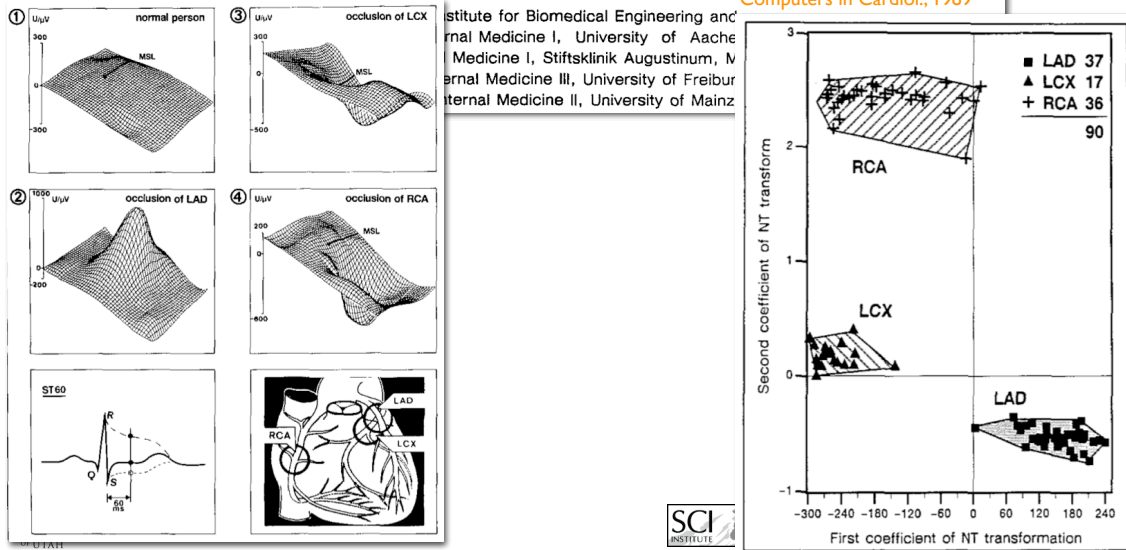 ① normal person
U/μV
300
MSL
0
-300
③ occlusion of LCX
U/μV
300
0
MSL
-500
② occlusion of LAD
1000 U/μV
0
-200
④ occlusion of RCA
U/μV
200
MSL
0
-600
ST60
R
Q
S
60
ms
LAD
RCA
LCX
stitute for Biomedical Engineering and
rnal Medicine I, University of Aache
Medicine I, Stiftsklinik Augustinum, M
ernal Medicine III, University of Freibur
nternal Medicine II, University of Mainz
Computers in Cardiol., 1989
Second coefficient of NT transform
3
2
1
0
-1
■ LAD 37
▲ LCX 17
+ RCA 36
90
RCA
LCX
LAD
-300 -240 -180 -120 -60 0 60 120 180 240
First coefficient of NT transformation
SCI
INSTITUTE
OF UTAH